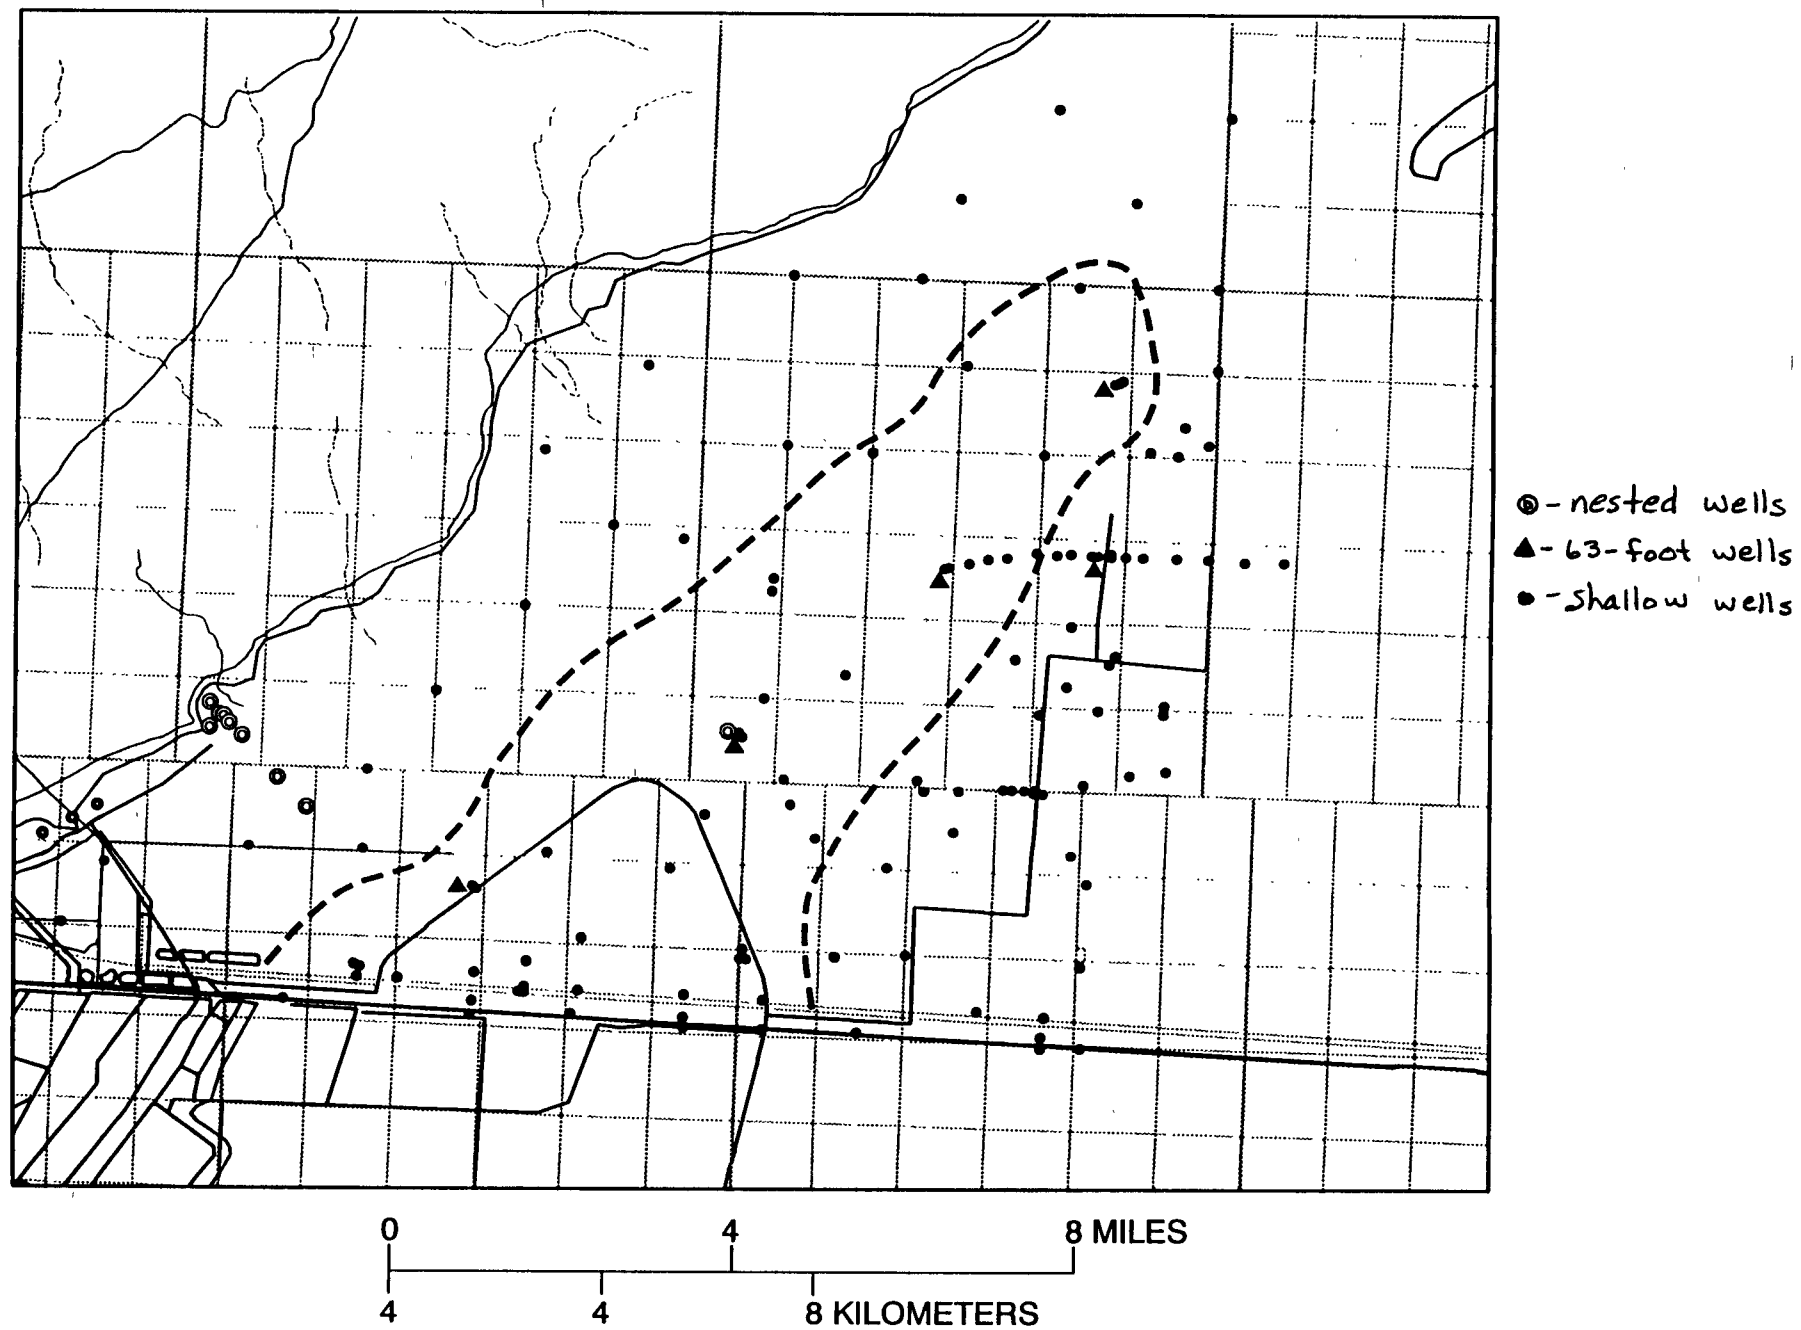 ◎ - nested wells
▲ - 63-foot wells
● - shallow wells
0 4 8 MILES
4 4 8 KILOMETERS